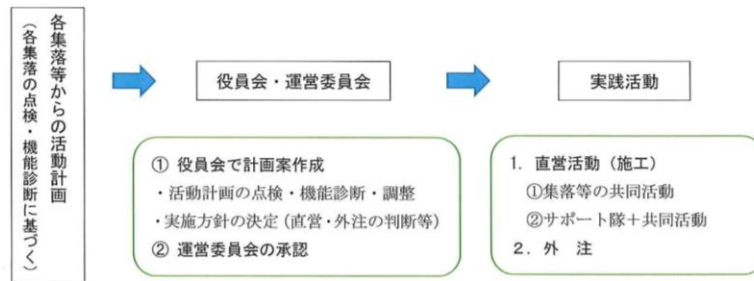 各集落等からの活動計画
（各集落の点検・機能診断に基づく）
役員会・運営委員会
実践活動
① 役員会で計画案作成
・活動計画の点検・機能診断・調整
・実施方針の決定（直営・外注の判断等）
② 運営委員会の承認
1. 直営活動（施工）
①集落等の共同活動
②サポート隊＋共同活動
2. 外　注